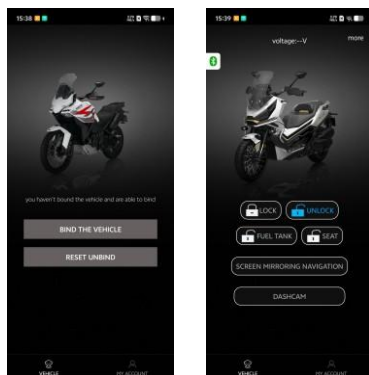 15:38
you haven't bound the vehicle and are able to bind!
BIND THE VEHICLE
RESET UNBIND
VEHICLE
MY ACCOUNT
15:39
voltage:--V
more
LOCK
UNLOCK
FUEL TANK
SEAT
SCREEN MIRRORING NAVIGATION
DASHCAM
VEHICLE
MY ACCOUNT